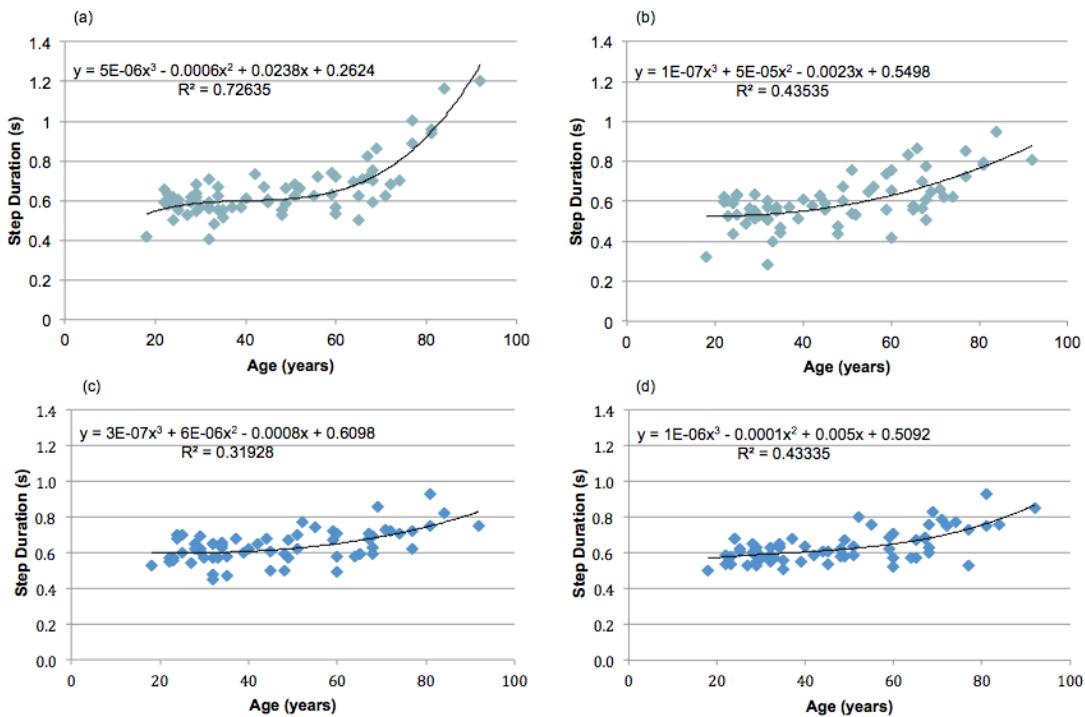 (a)
1.4
y = 5E-06x³ - 0.0006x² + 0.0238x + 0.2624
1.2
R² = 0.72635
1
0.8
0.6
0.4
0.2
0
Step Duration (s)
0 20 40 60 80 100
Age (years)
(b)
1.4
y = 1E-07x³ + 5E-05x² - 0.0023x + 0.5498
1.2
R² = 0.43535
1
0.8
0.6
0.4
0.2
0
Step Duration (s)
0 20 40 60 80 100
Age (years)
(c)
1.4
y = 3E-07x³ + 6E-06x² - 0.0008x + 0.6098
1.2
R² = 0.31928
1.0
0.8
0.6
0.4
0.2
0.0
Step Duration (s)
0 20 40 60 80 100
Age (years)
(d)
1.4
y = 1E-06x³ - 0.0001x² + 0.005x + 0.5092
1.2
R² = 0.43335
1.0
0.8
0.6
0.4
0.2
0.0
Step Duration (s)
0 20 40 60 80 100
Age (years)